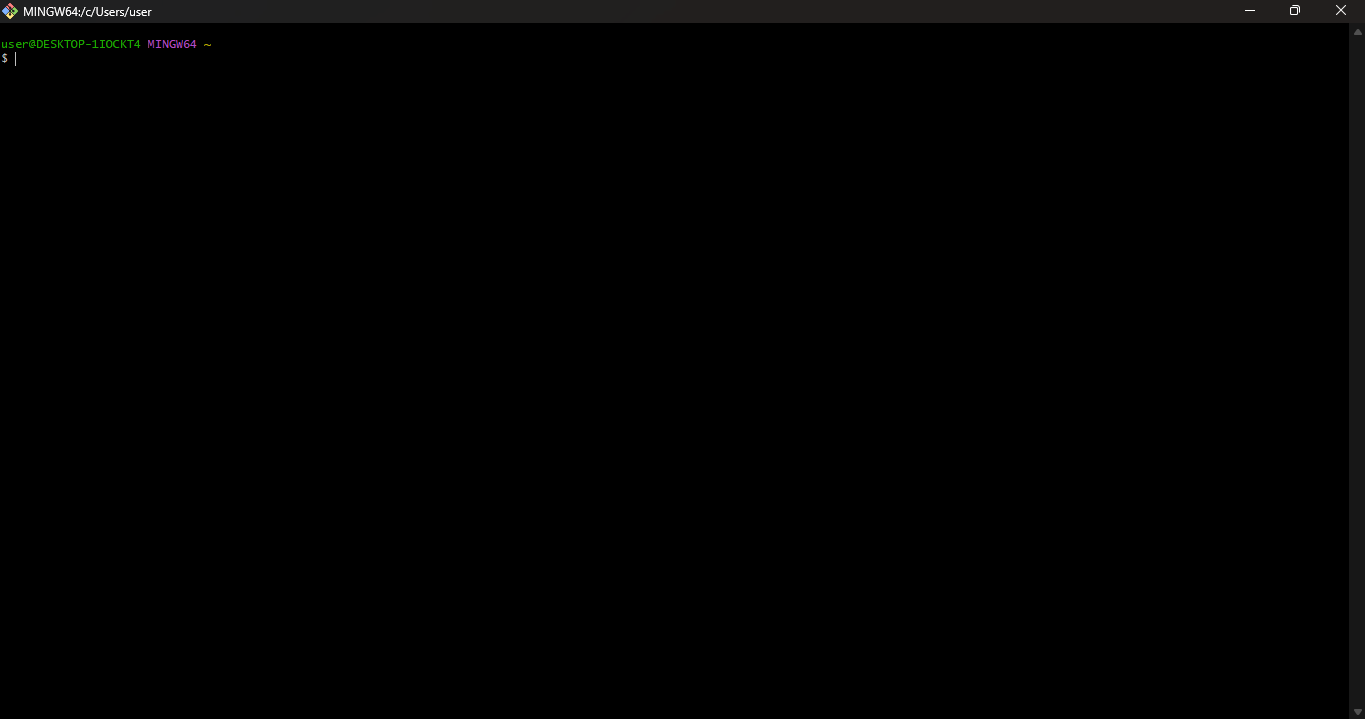 MINGW64:/c/Users/user
user@DESKTOP-1IOCKT4 MINGW64 ~
$